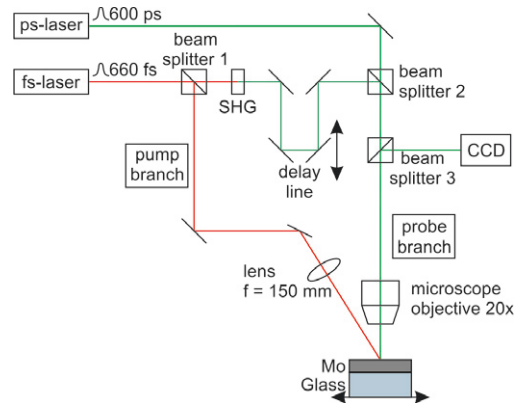 ps-laser
600 ps
beam
splitter 1
fs-laser
660 fs
SHG
beam
splitter 2
pump
branch
delay
line
beam
splitter 3
CCD
probe
branch
lens
f = 150 mm
microscope
objective 20x
Mo
Glass